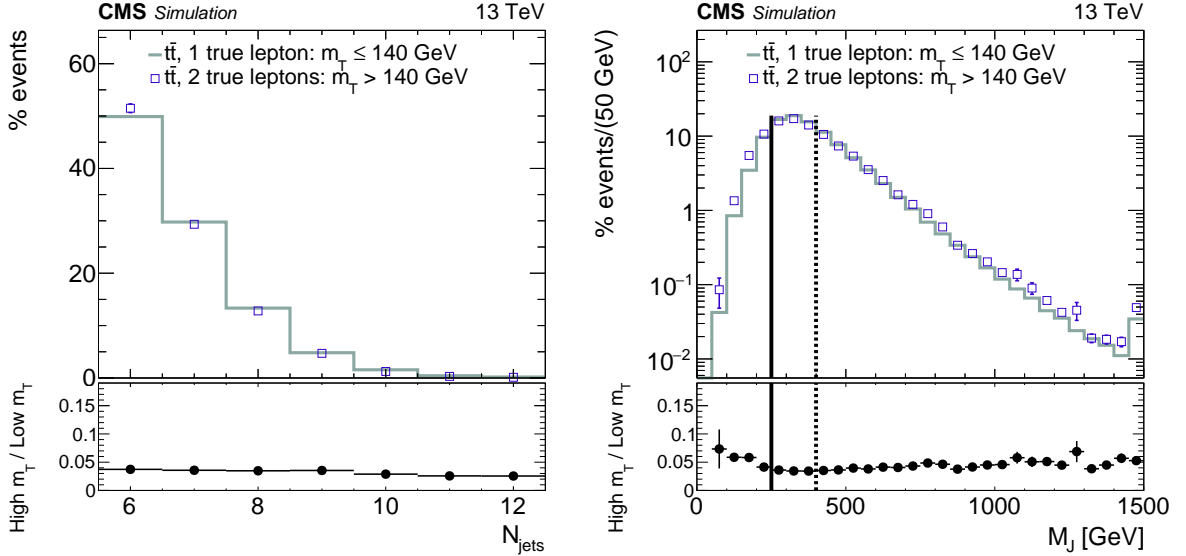 CMS Simulation 13 TeV
% events
60
40
20
0
tt̄, 1 true lepton: m_T ≤ 140 GeV
tt̄, 2 true leptons: m_T > 140 GeV
High m_T / Low m_T
0.15
0.1
0.05
0
6 8 10 12
N_jets
CMS Simulation 13 TeV
% events/(50 GeV)
10²
10
1
10⁻¹
10⁻²
tt̄, 1 true lepton: m_T ≤ 140 GeV
tt̄, 2 true leptons: m_T > 140 GeV
High m_T / Low m_T
0.15
0.1
0.05
0
0 500 1000 1500
M_J [GeV]